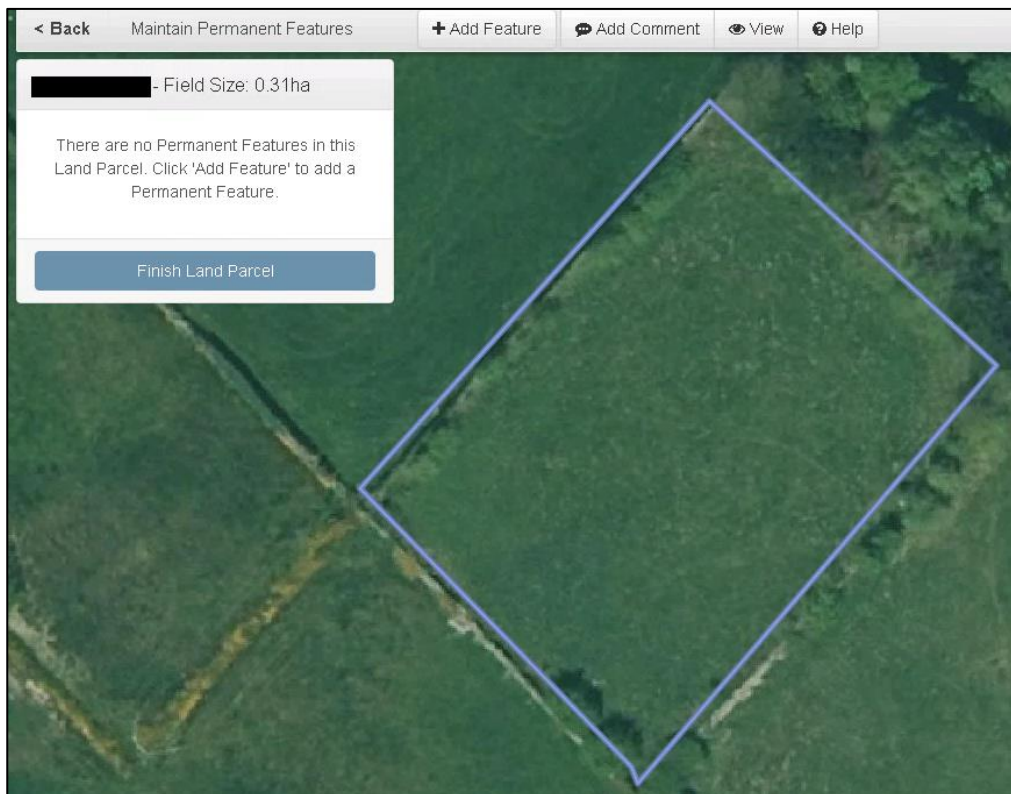 < Back Maintain Permanent Features + Add Feature Add Comment View Help
- Field Size: 0.31ha
There are no Permanent Features in this
Land Parcel. Click 'Add Feature' to add a
Permanent Feature.
Finish Land Parcel